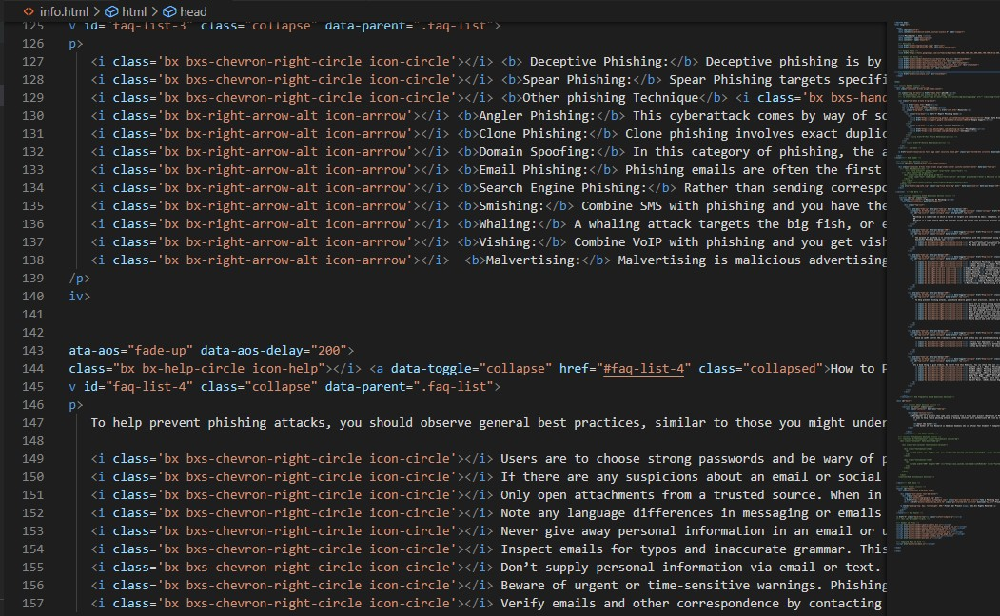 info.html > html > head
125 v id="faq-list-3" class="collapse" data-parent=".faq-list">
126 p>
127 <i class='bx bxs-chevron-right-circle icon-circle'></i> <b> Deceptive Phishing:</b> Deceptive phishing is by
128 <i class='bx bxs-chevron-right-circle icon-circle'></i> <b>Spear Phishing:</b> Spear Phishing targets specifi
129 <i class='bx bxs-chevron-right-circle icon-circle'></i> <b>Other phishing Technique</b> <i class='bx bxs-hand
130 <i class='bx bx-right-arrow-alt icon-arrrow'></i> <b>Angler Phishing:</b> This cyberattack comes by way of so
131 <i class='bx bx-right-arrow-alt icon-arrrow'></i> <b>Clone Phishing:</b> Clone phishing involves exact duplic
132 <i class='bx bx-right-arrow-alt icon-arrrow'></i> <b>Domain Spoofing:</b> In this category of phishing, the a
133 <i class='bx bx-right-arrow-alt icon-arrrow'></i> <b>Email Phishing:</b> Phishing emails are often the first
134 <i class='bx bx-right-arrow-alt icon-arrrow'></i> <b>Search Engine Phishing:</b> Rather than sending corresp
135 <i class='bx bx-right-arrow-alt icon-arrrow'></i> <b>Smishing:</b> Combine SMS with phishing and you have the
136 <i class='bx bx-right-arrow-alt icon-arrrow'></i> <b>Whaling:</b> A whaling attack targets the big fish, or e
137 <i class='bx bx-right-arrow-alt icon-arrrow'></i> <b>Vishing:</b> Combine VoIP with phishing and you get vish
138 <i class='bx bx-right-arrow-alt icon-arrrow'></i>  <b>Malvertising:</b> Malvertising is malicious advertising
139 /p>
140 iv>
141
142
143 ata-aos="fade-up" data-aos-delay="200">
144 class="bx bx-help-circle icon-help"></i> <a data-toggle="collapse" href="#faq-list-4" class="collapsed">How to P
145 v id="faq-list-4" class="collapse" data-parent=".faq-list">
146 p>
147 To help prevent phishing attacks, you should observe general best practices, similar to those you might under
148
149 <i class='bx bxs-chevron-right-circle icon-circle'></i> Users are to choose strong passwords and be wary of p
150 <i class='bx bxs-chevron-right-circle icon-circle'></i> If there are any suspicions about an email or social
151 <i class='bx bxs-chevron-right-circle icon-circle'></i> Only open attachments from a trusted source. When in
152 <i class='bx bxs-chevron-right-circle icon-circle'></i> Note any language differences in messaging or emails
153 <i class='bx bxs-chevron-right-circle icon-circle'></i> Never give away personal information in an email or u
154 <i class='bx bxs-chevron-right-circle icon-circle'></i> Inspect emails for typos and inaccurate grammar. This
155 <i class='bx bxs-chevron-right-circle icon-circle'></i> Don’t supply personal information via email or text.
156 <i class='bx bxs-chevron-right-circle icon-circle'></i> Beware of urgent or time-sensitive warnings. Phishing
157 <i class='bx bxs-chevron-right-circle icon-circle'></i> Verify emails and other correspondence by contacting